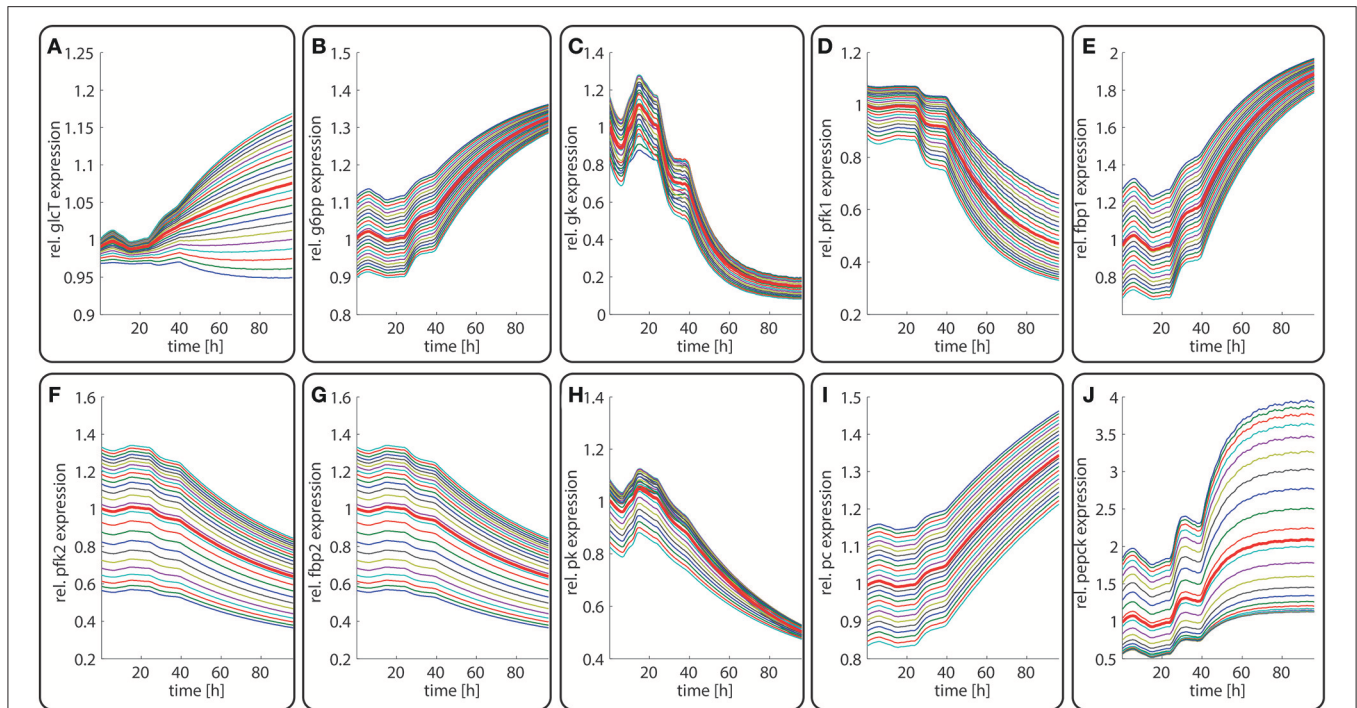 A
rel. glcT expression
1.25
1.2
1.15
1.1
1.05
1
0.95
0.9
20 40 60 80
time [h]
B
rel. g6pp expression
1.5
1.4
1.3
1.2
1.1
1
0.9
0.8
20 40 60 80
time [h]
C
rel. gk expression
1.4
1.2
1
0.8
0.6
0.4
0.2
0
20 40 60 80
time [h]
D
rel. pfk1 expression
1.2
1
0.8
0.6
0.4
0.2
20 40 60 80
time [h]
E
rel. fbp1 expression
2
1.8
1.6
1.4
1.2
1
0.8
20 40 60 80
time [h]
F
rel. pfk2 expression
1.6
1.4
1.2
1
0.8
0.6
0.4
0.2
20 40 60 80
time [h]
G
rel. fbp2 expression
1.6
1.4
1.2
1
0.8
0.6
0.4
0.2
20 40 60 80
time [h]
H
rel. pk expression
1.4
1.2
1
0.8
0.6
0.4
20 40 60 80
time [h]
I
rel. pc expression
1.5
1.4
1.3
1.2
1.1
1
0.9
0.8
20 40 60 80
time [h]
J
rel. pepck expression
4
3.5
3
2.5
2
1.5
1
0.5
20 40 60 80
time [h]